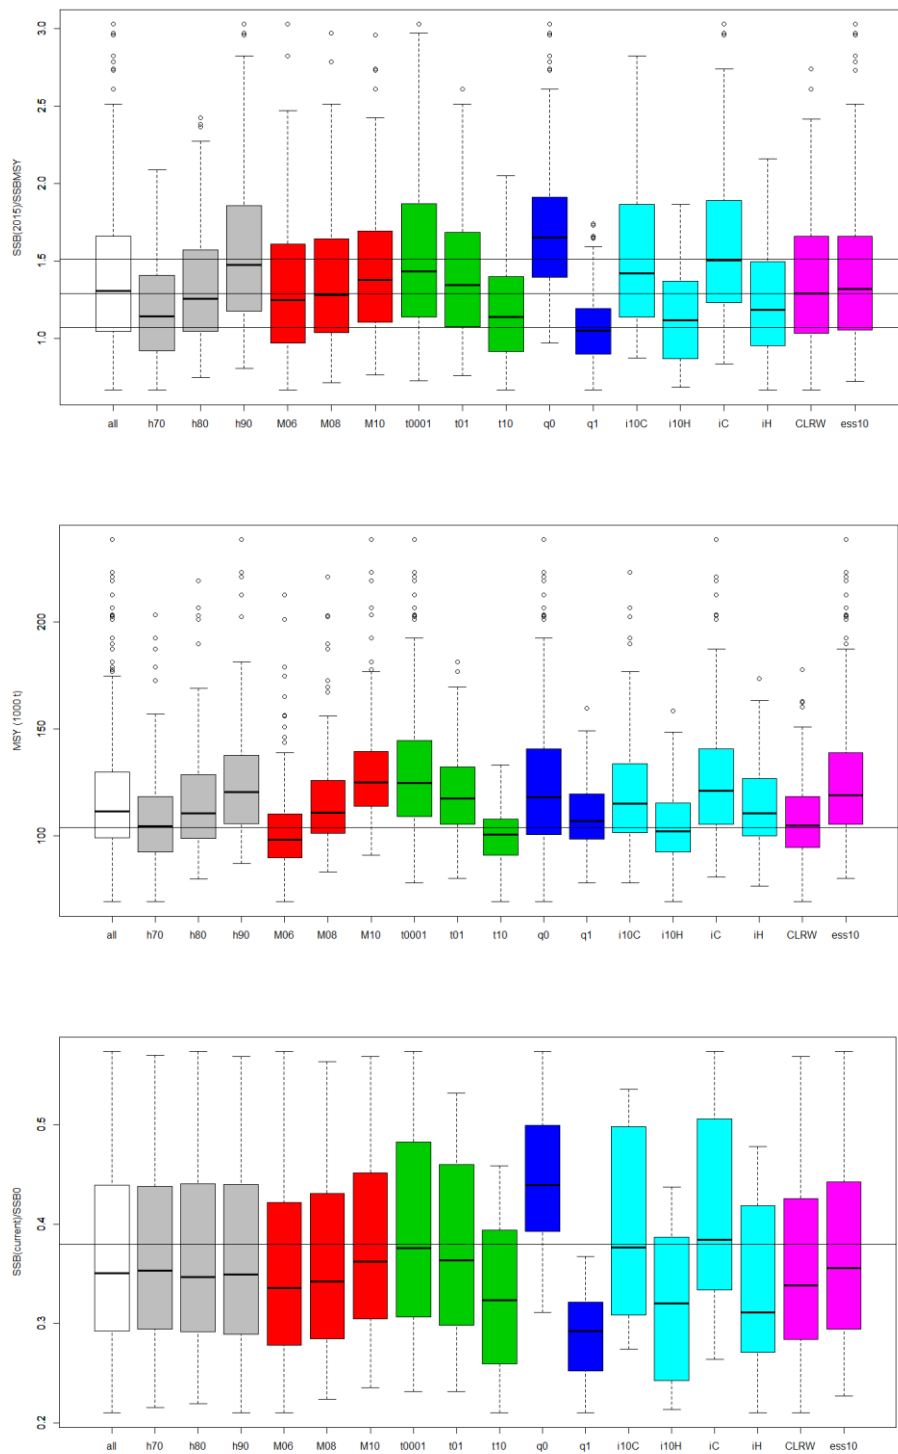 SSB(2015)/SSBMSY
3.0
2.5
2.0
1.5
1.0
all h70 h80 h90 M06 M08 M10 t0001 t01 t10 q0 q1 i10C i10H iC iH CLRW ess10
MSY (1000 t)
200
150
100
all h70 h80 h90 M06 M08 M10 t0001 t01 t10 q0 q1 i10C i10H iC iH CLRW ess10
SSB(current)/SSB0
0.5
0.4
0.3
0.2
all h70 h80 h90 M06 M08 M10 t0001 t01 t10 q0 q1 i10C i10H iC iH CLRW ess10